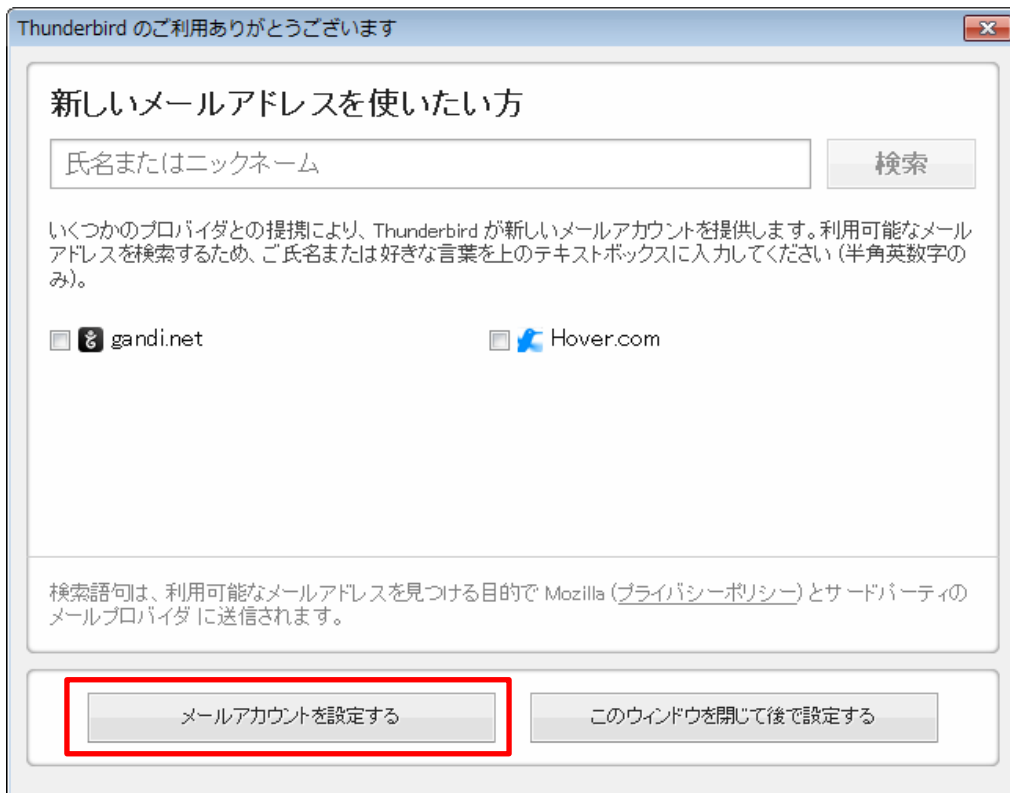 Thunderbird のご利用ありがとうございます
新しいメールアドレスを使いたい方
氏名またはニックネーム
検索
いくつかのプロバイダとの提携により、Thunderbird が新しいメールアカウントを提供します。利用可能なメール
アドレスを検索するため、ご氏名または好きな言葉を上のテキストボックスに入力してください (半角英数字の
み)。
gandi.net
Hover.com
検索語句は、利用可能なメールアドレスを見つける目的で Mozilla (プライバシーポリシー) とサードパーティの
メールプロバイダ に送信されます。
メールアカウントを設定する
このウィンドウを閉じて後で設定する